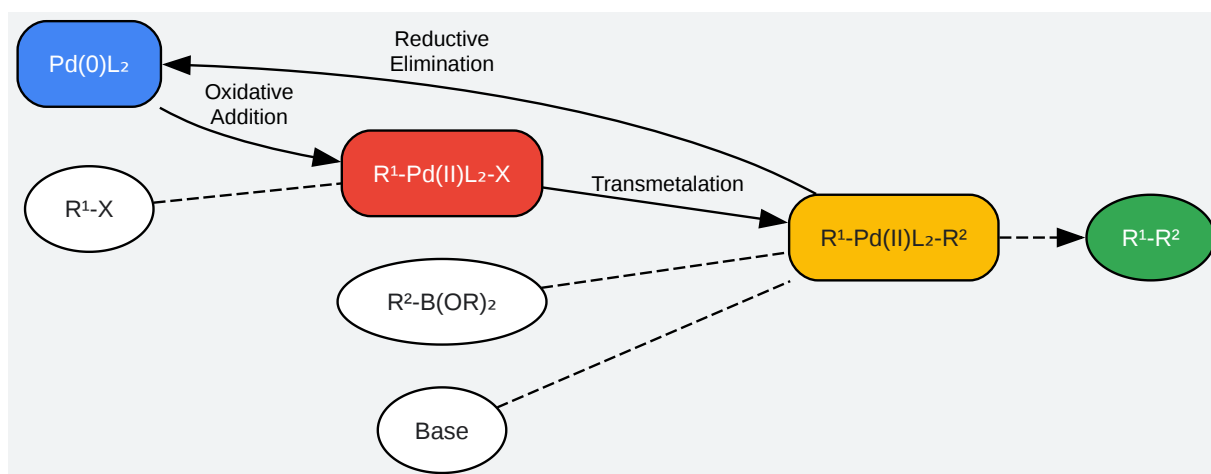 Pd(0)L₂
Reductive
Elimination
Oxidative
Addition
R¹-X
R¹-Pd(II)L₂-X
Transmetalation
R²-B(OR)₂
Base
R¹-Pd(II)L₂-R²
R¹-R²